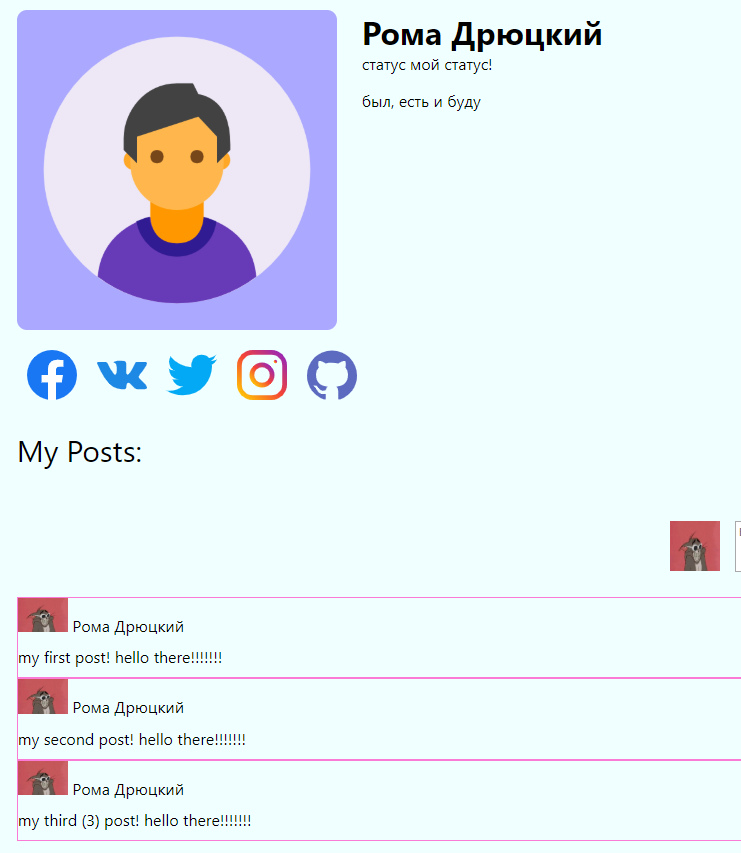 Рома Дрюцкий
статус мой статус!
был, есть и буду
My Posts:
Рома Дрюцкий
my first post! hello there!!!!!!!
Рома Дрюцкий
my second post! hello there!!!!!!!
Рома Дрюцкий
my third (3) post! hello there!!!!!!!